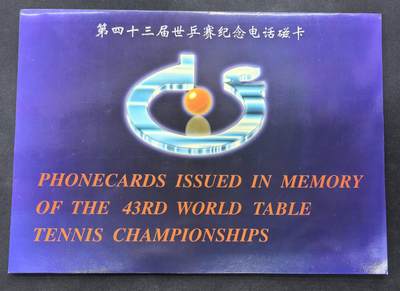 第四十三届世乒赛纪念电话磁卡
PHONECARDS ISSUED IN MEMORY
OF THE 43RD WORLD TABLE
TENNIS CHAMPIONSHIPS